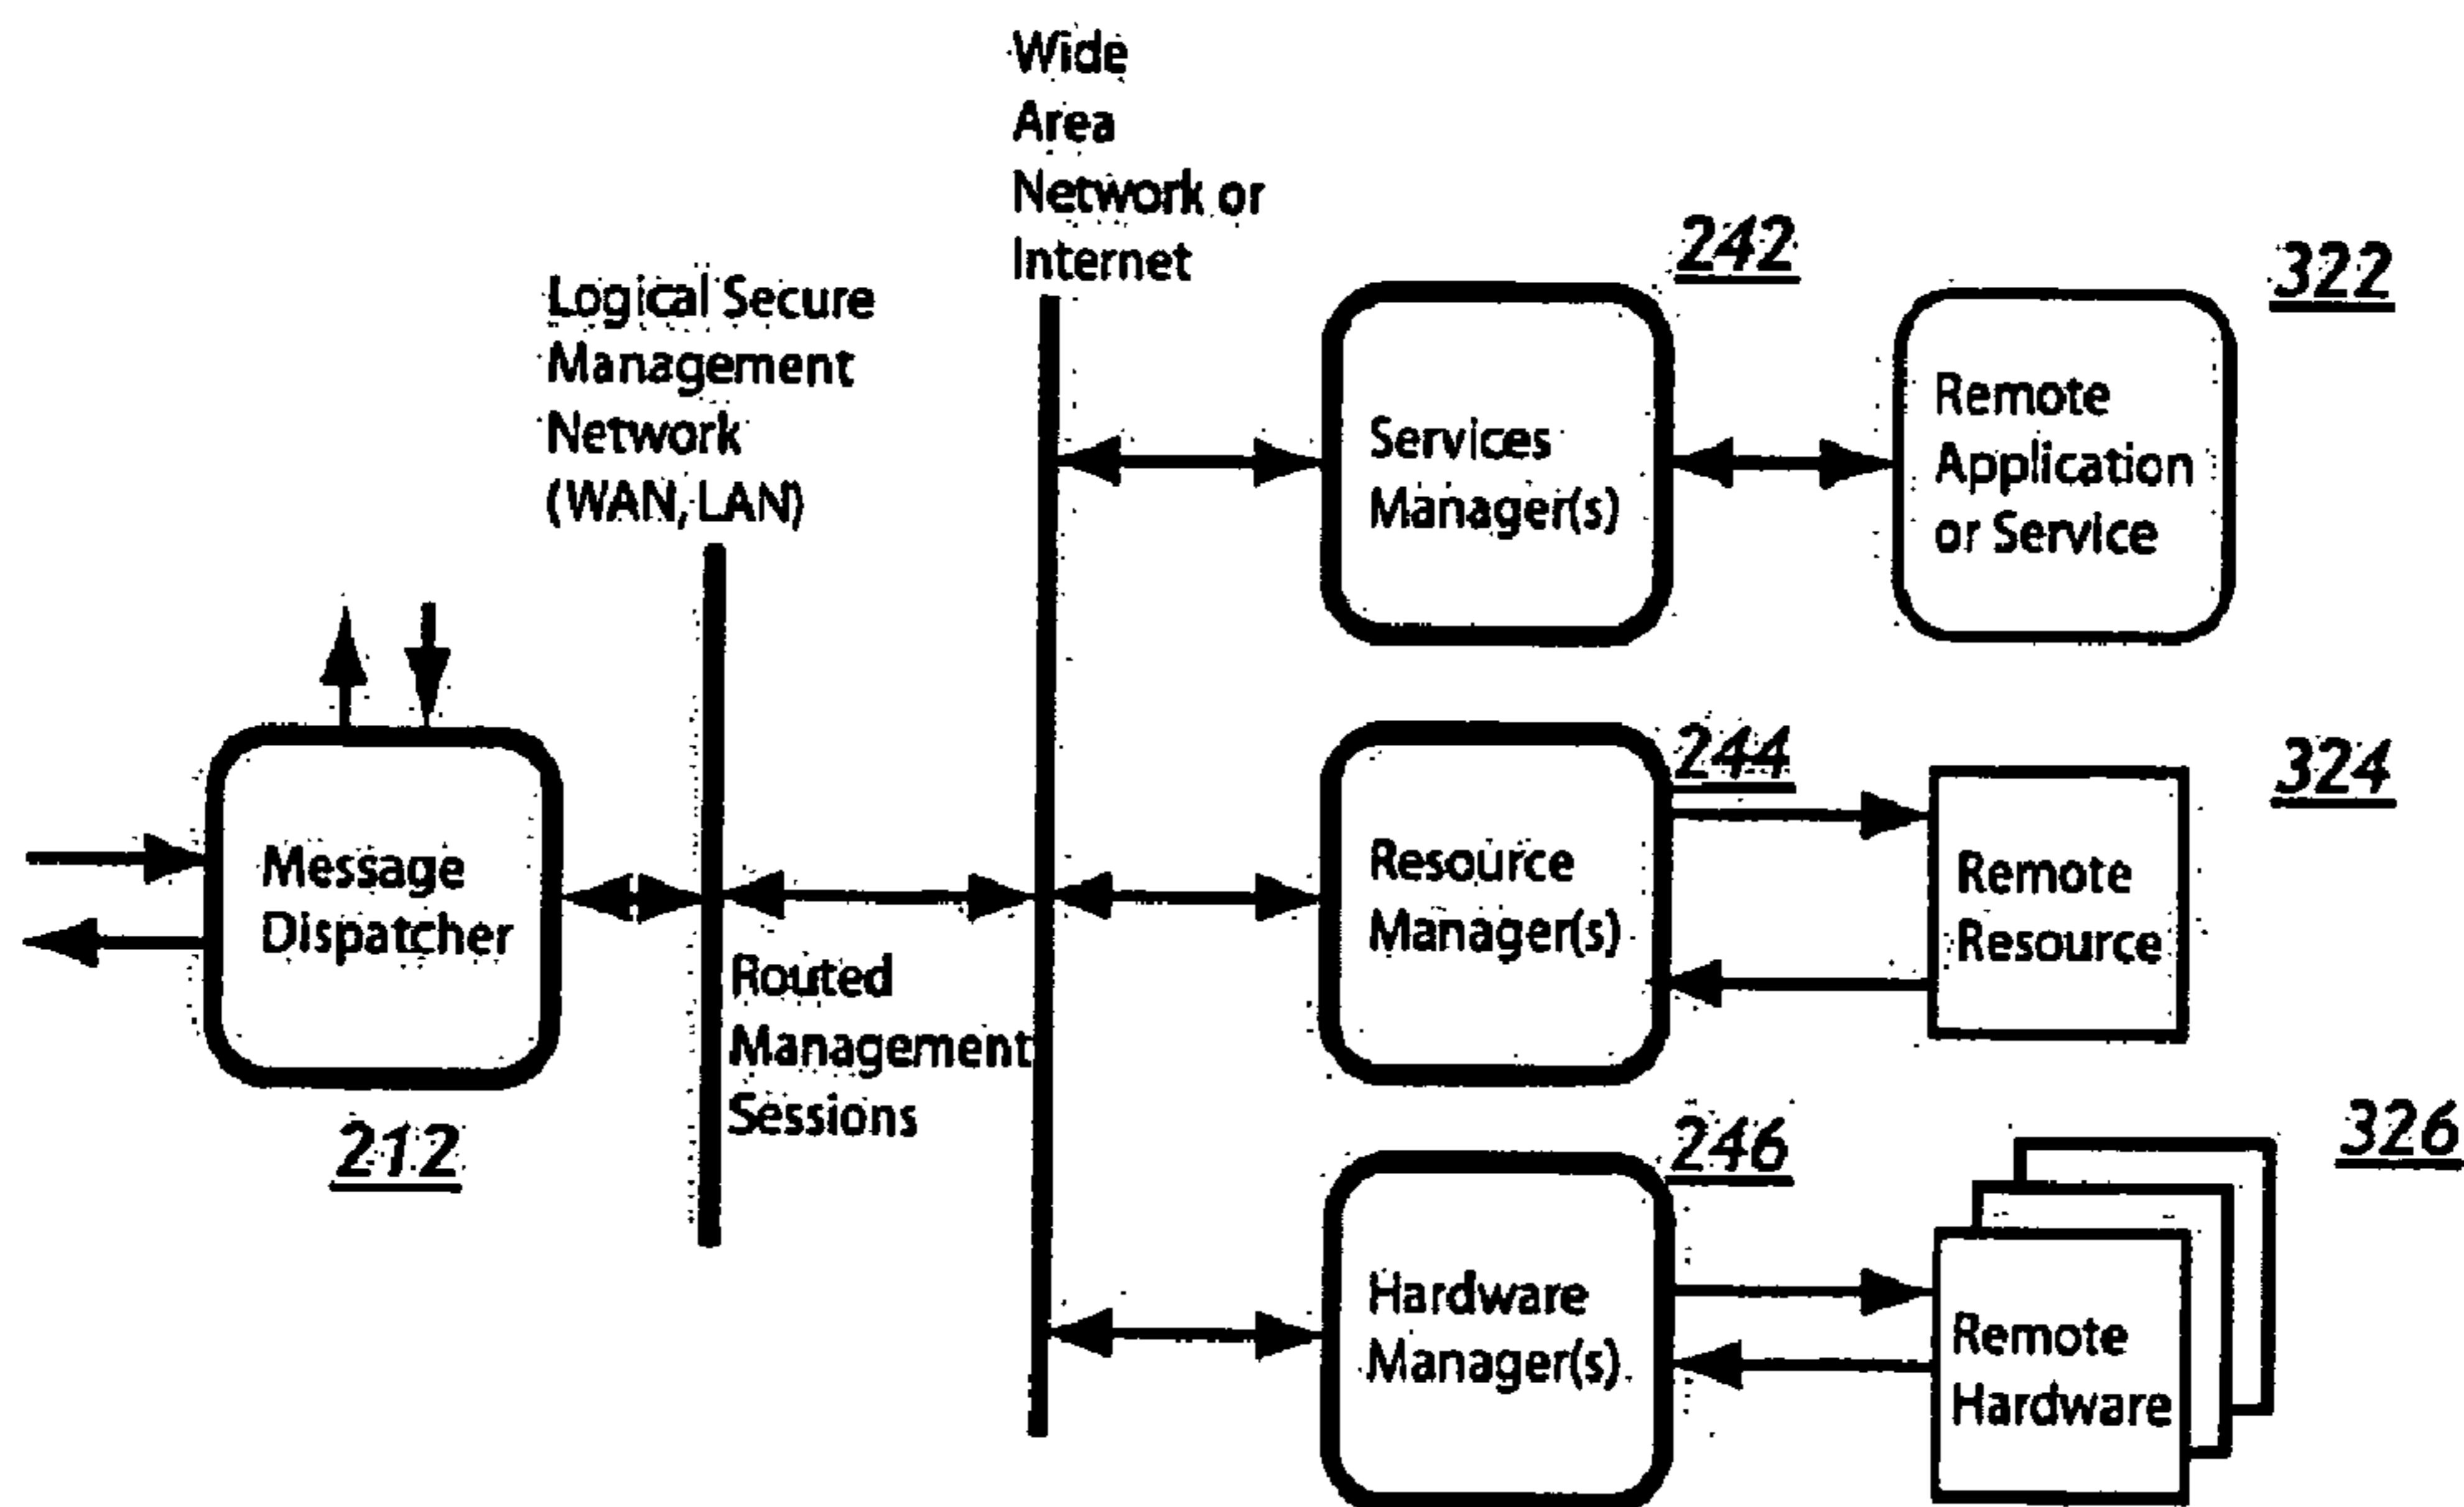 Wide
Area
Network or
Internet
Logical Secure
Management
Network
(WAN, LAN)
242
322
Services
Manager(s)
Remote
Application
or Service
Message
Dispatcher
212
Routed
Management
Sessions
244
324
Resource
Manager(s)
Remote
Resource
246
326
Hardware
Manager(s)
Remote
Hardware